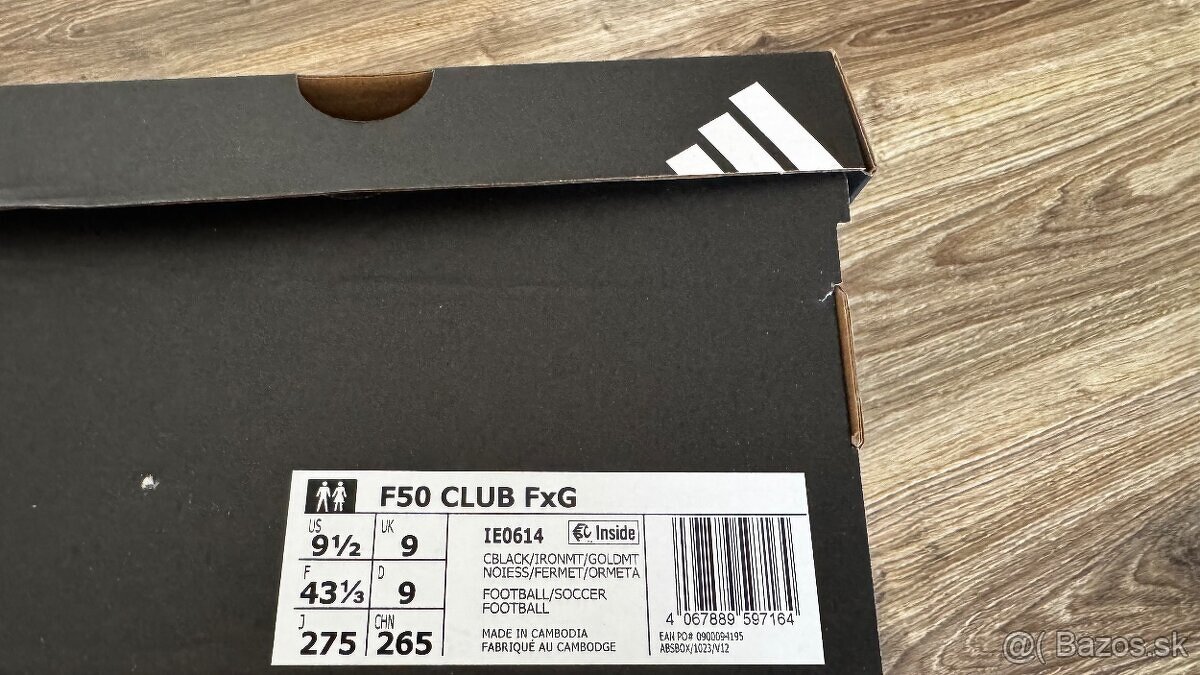 F50 CLUB FxG
US 9½ UK 9
F 43⅓ D 9
J 275 CHN 265
IE0614 Inside
CBLACK/IRONMT/GOLDMT
NOIESS/FERMET/ORMETA
FOOTBALL/SOCCER
FOOTBALL
MADE IN CAMBODIA
FABRIQUÉ AU CAMBODGE
4 067889 597164
EAN PO# 0900094195
ABSBOX/1023/V12
@( Bazos.sk